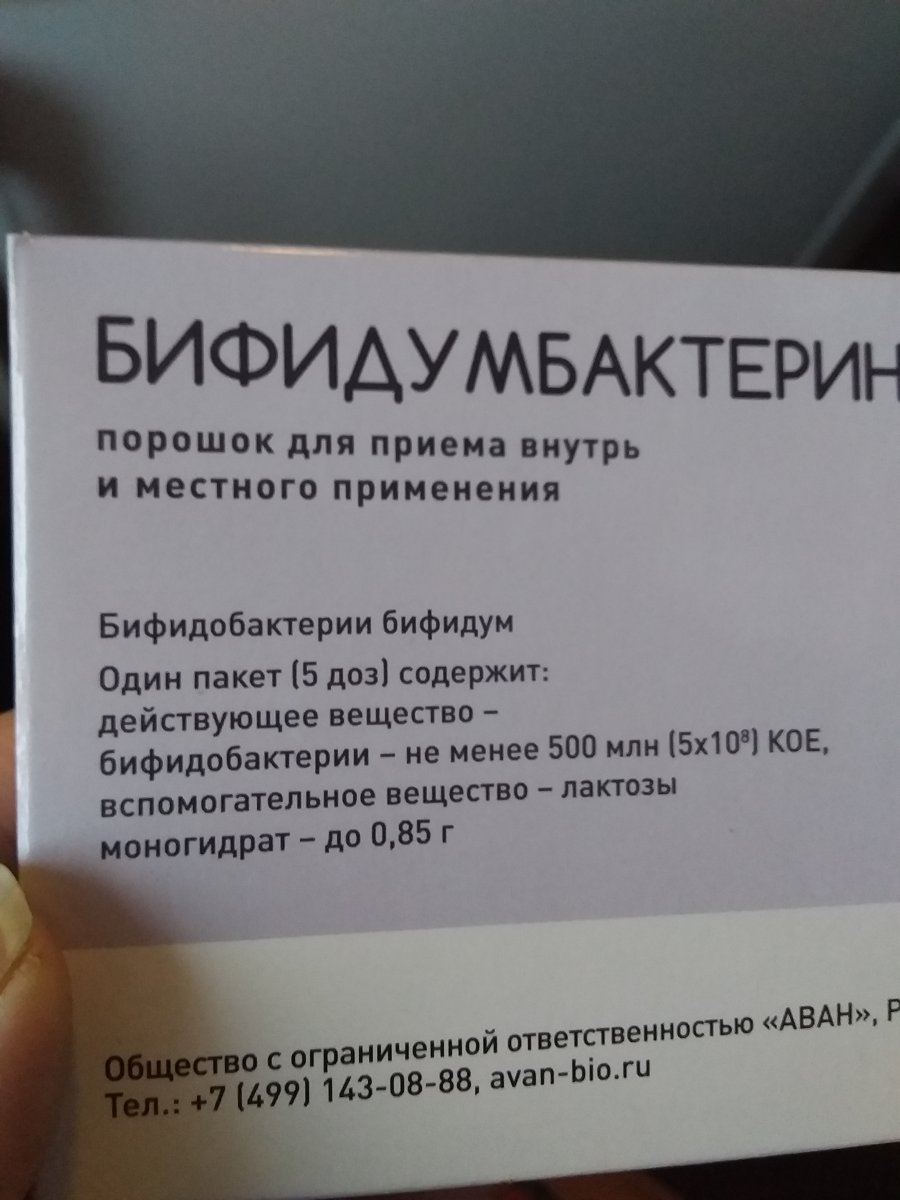 БИФИДУМБАКТЕРИН
порошок для приема внутрь
и местного применения
Бифидобактерии бифидум
Один пакет (5 доз) содержит:
действующее вещество –
бифидобактерии – не менее 500 млн (5х10⁸) КОЕ,
вспомогательное вещество – лактозы
моногидрат – до 0,85 г
Общество с ограниченной ответственностью «АВАН»,
Тел.: +7 (499) 143-08-88, avan-bio.ru